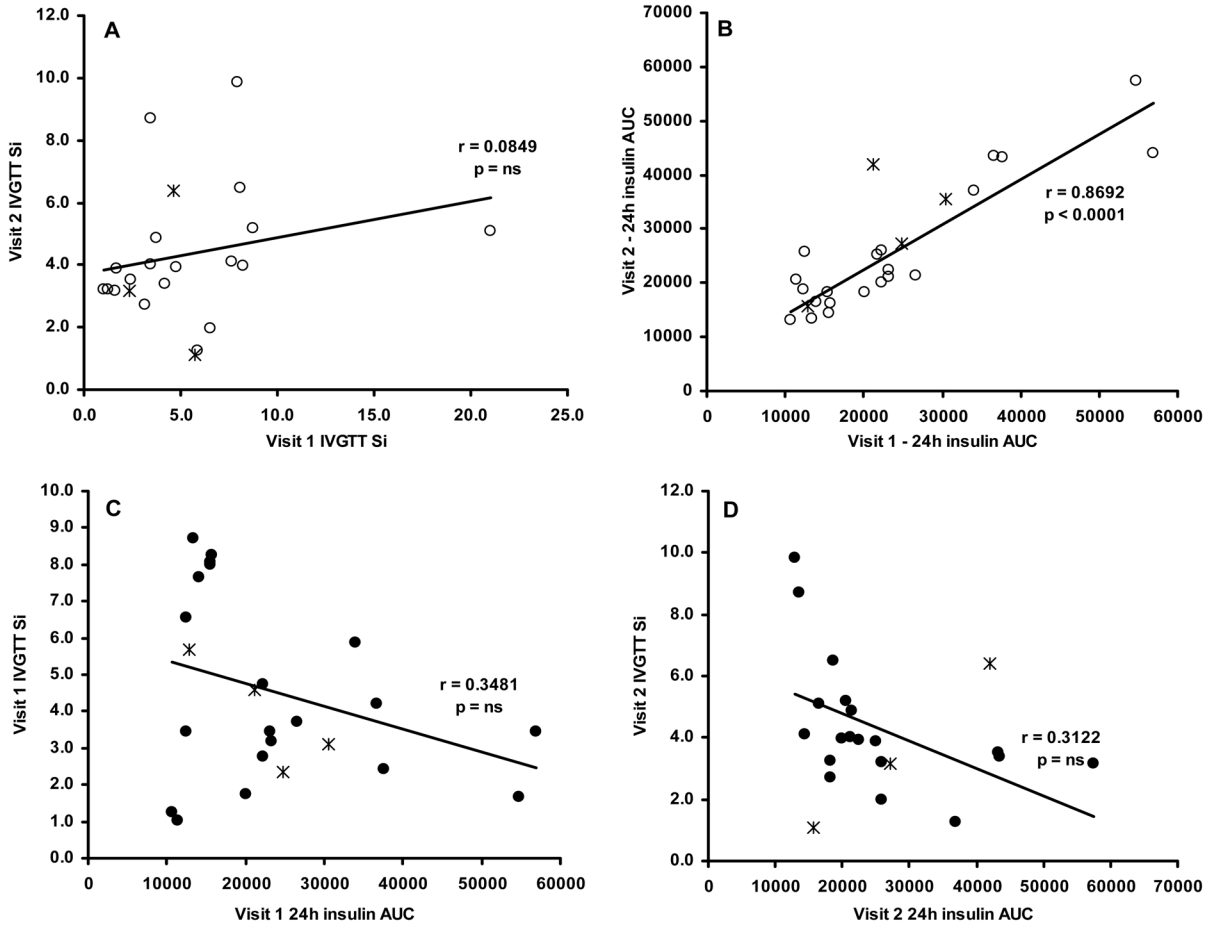 A
12.0
10.0
8.0
6.0
4.0
2.0
0.0
Visit 2 IVGTT Si
r = 0.0849
p = ns
0.0 5.0 10.0 15.0 20.0 25.0
Visit 1 IVGTT Si
B
70000
60000
50000
40000
30000
20000
10000
0
Visit 2 - 24h insulin AUC
r = 0.8692
p < 0.0001
0 10000 20000 30000 40000 50000 60000
Visit 1 - 24h insulin AUC
C
10.0
9.0
8.0
7.0
6.0
5.0
4.0
3.0
2.0
1.0
0.0
Visit 1 IVGTT Si
r = 0.3481
p = ns
0 10000 20000 30000 40000 50000 60000
Visit 1 24h insulin AUC
D
12.0
10.0
8.0
6.0
4.0
2.0
0.0
Visit 2 IVGTT Si
r = 0.3122
p = ns
0 10000 20000 30000 40000 50000 60000 70000
Visit 2 24h insulin AUC